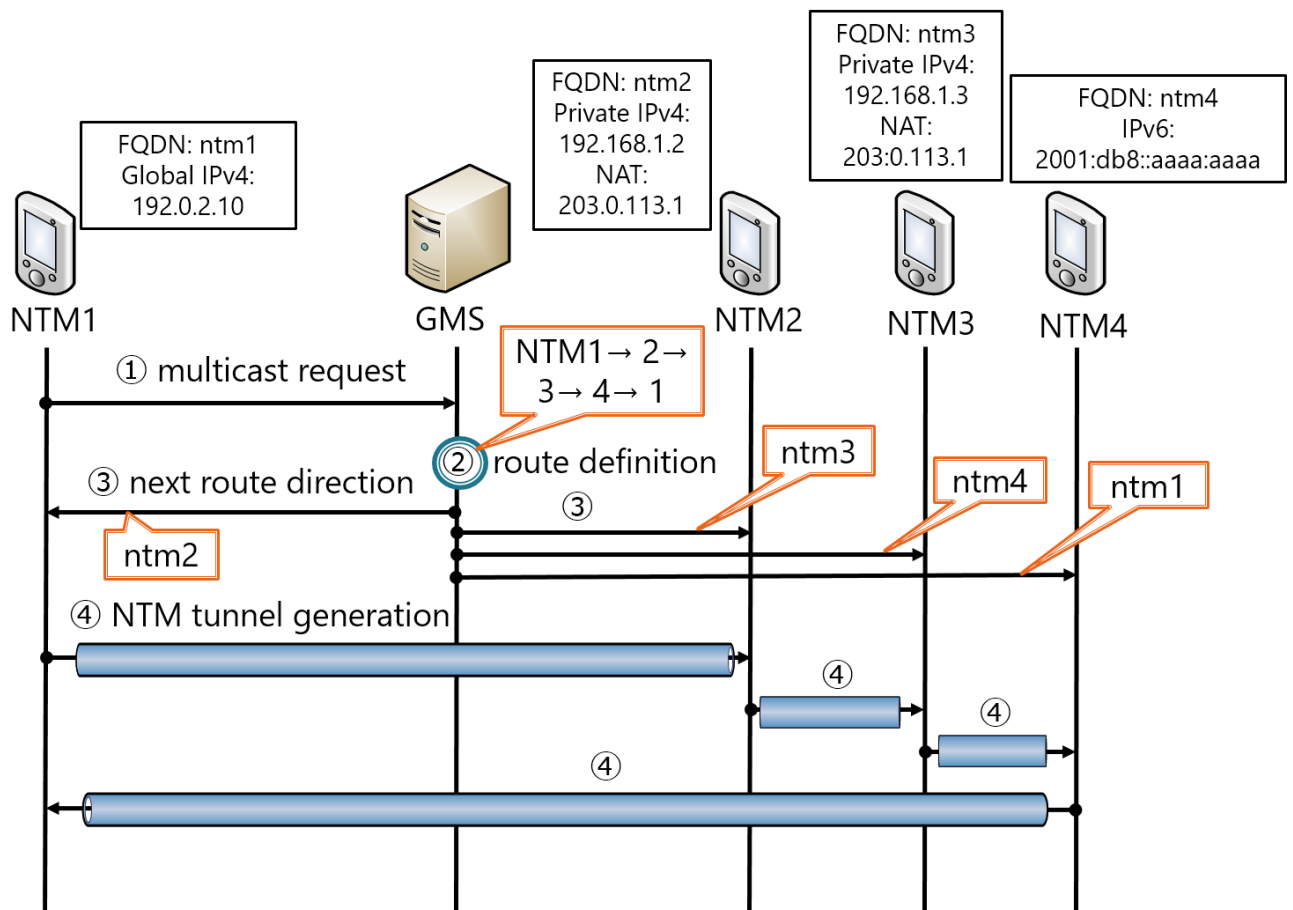 FQDN: ntm1
Global IPv4:
192.0.2.10
FQDN: ntm2
Private IPv4:
192.168.1.2
NAT:
203.0.113.1
FQDN: ntm3
Private IPv4:
192.168.1.3
NAT:
203:0.113.1
FQDN: ntm4
IPv6:
2001:db8::aaaa:aaaa
NTM1
GMS
NTM2
NTM3
NTM4
① multicast request
NTM1→ 2→
3→ 4→ 1
② route definition
③ next route direction
ntm2
③
ntm3
ntm4
ntm1
④ NTM tunnel generation
④
④
④